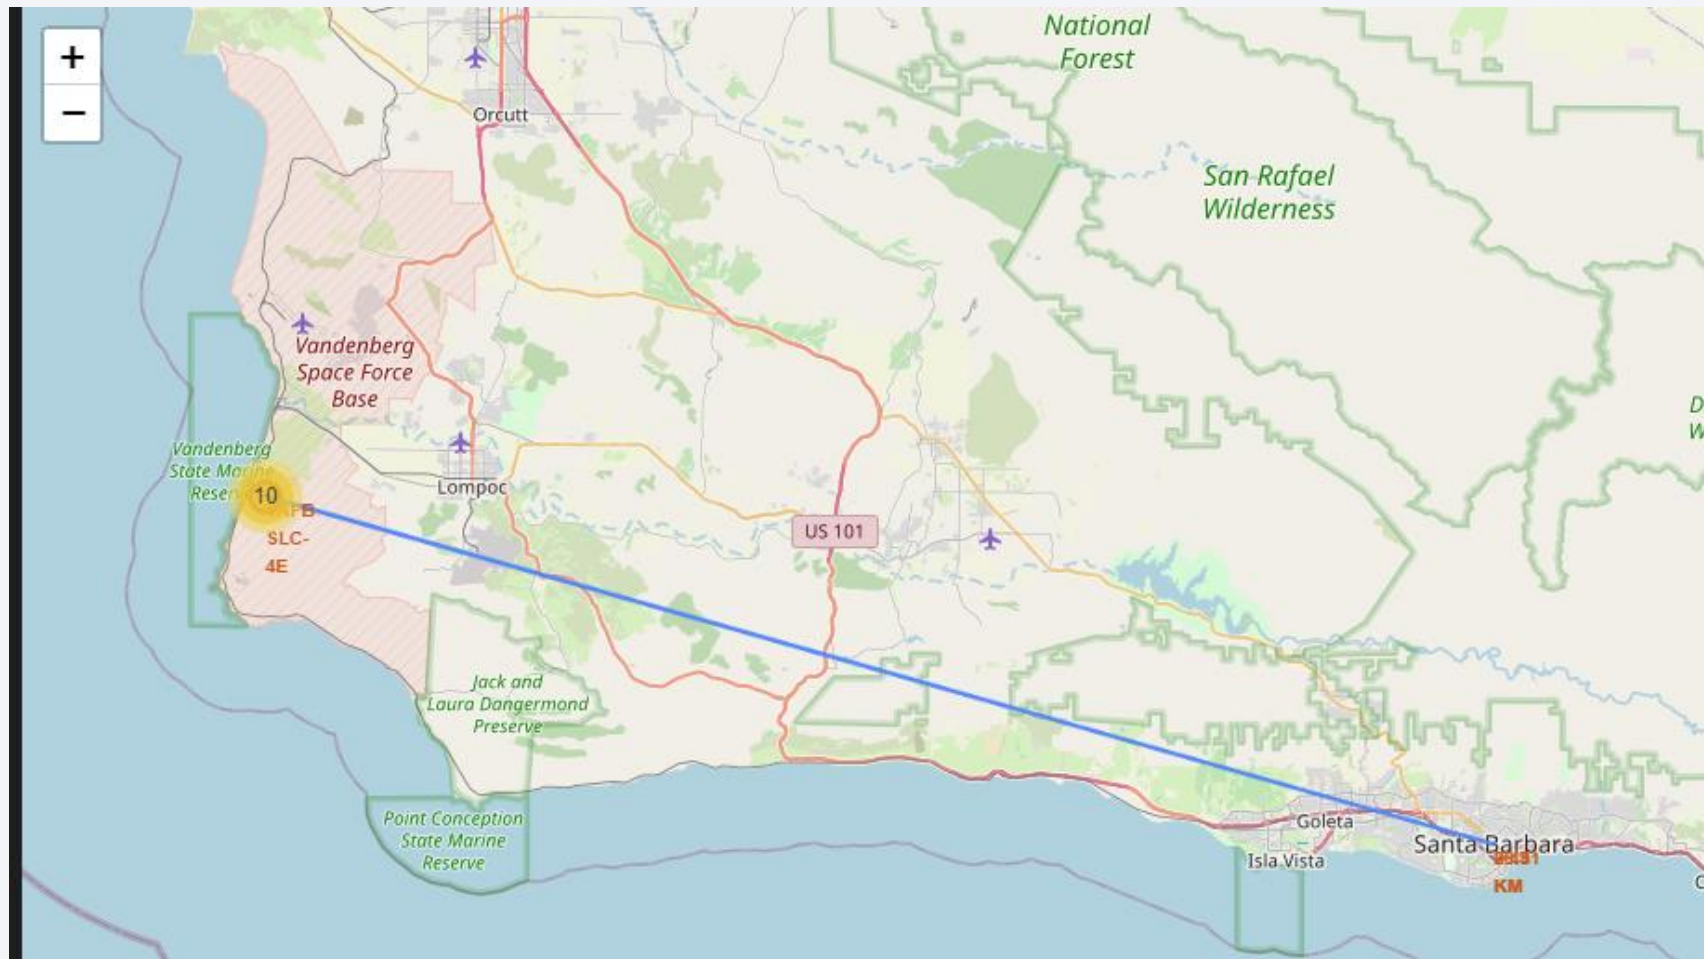 +
−
National
Forest
Orcutt
San Rafael
Wilderness
Vandenberg
Space Force
Base
Vandenberg
State Marine
10
SLC-
4E
Lompoc
US 101
Jack and
Laura Dangermond
Preserve
Point Conception
State Marine
Reserve
Goleta
Isla Vista
Santa Barbara
KM